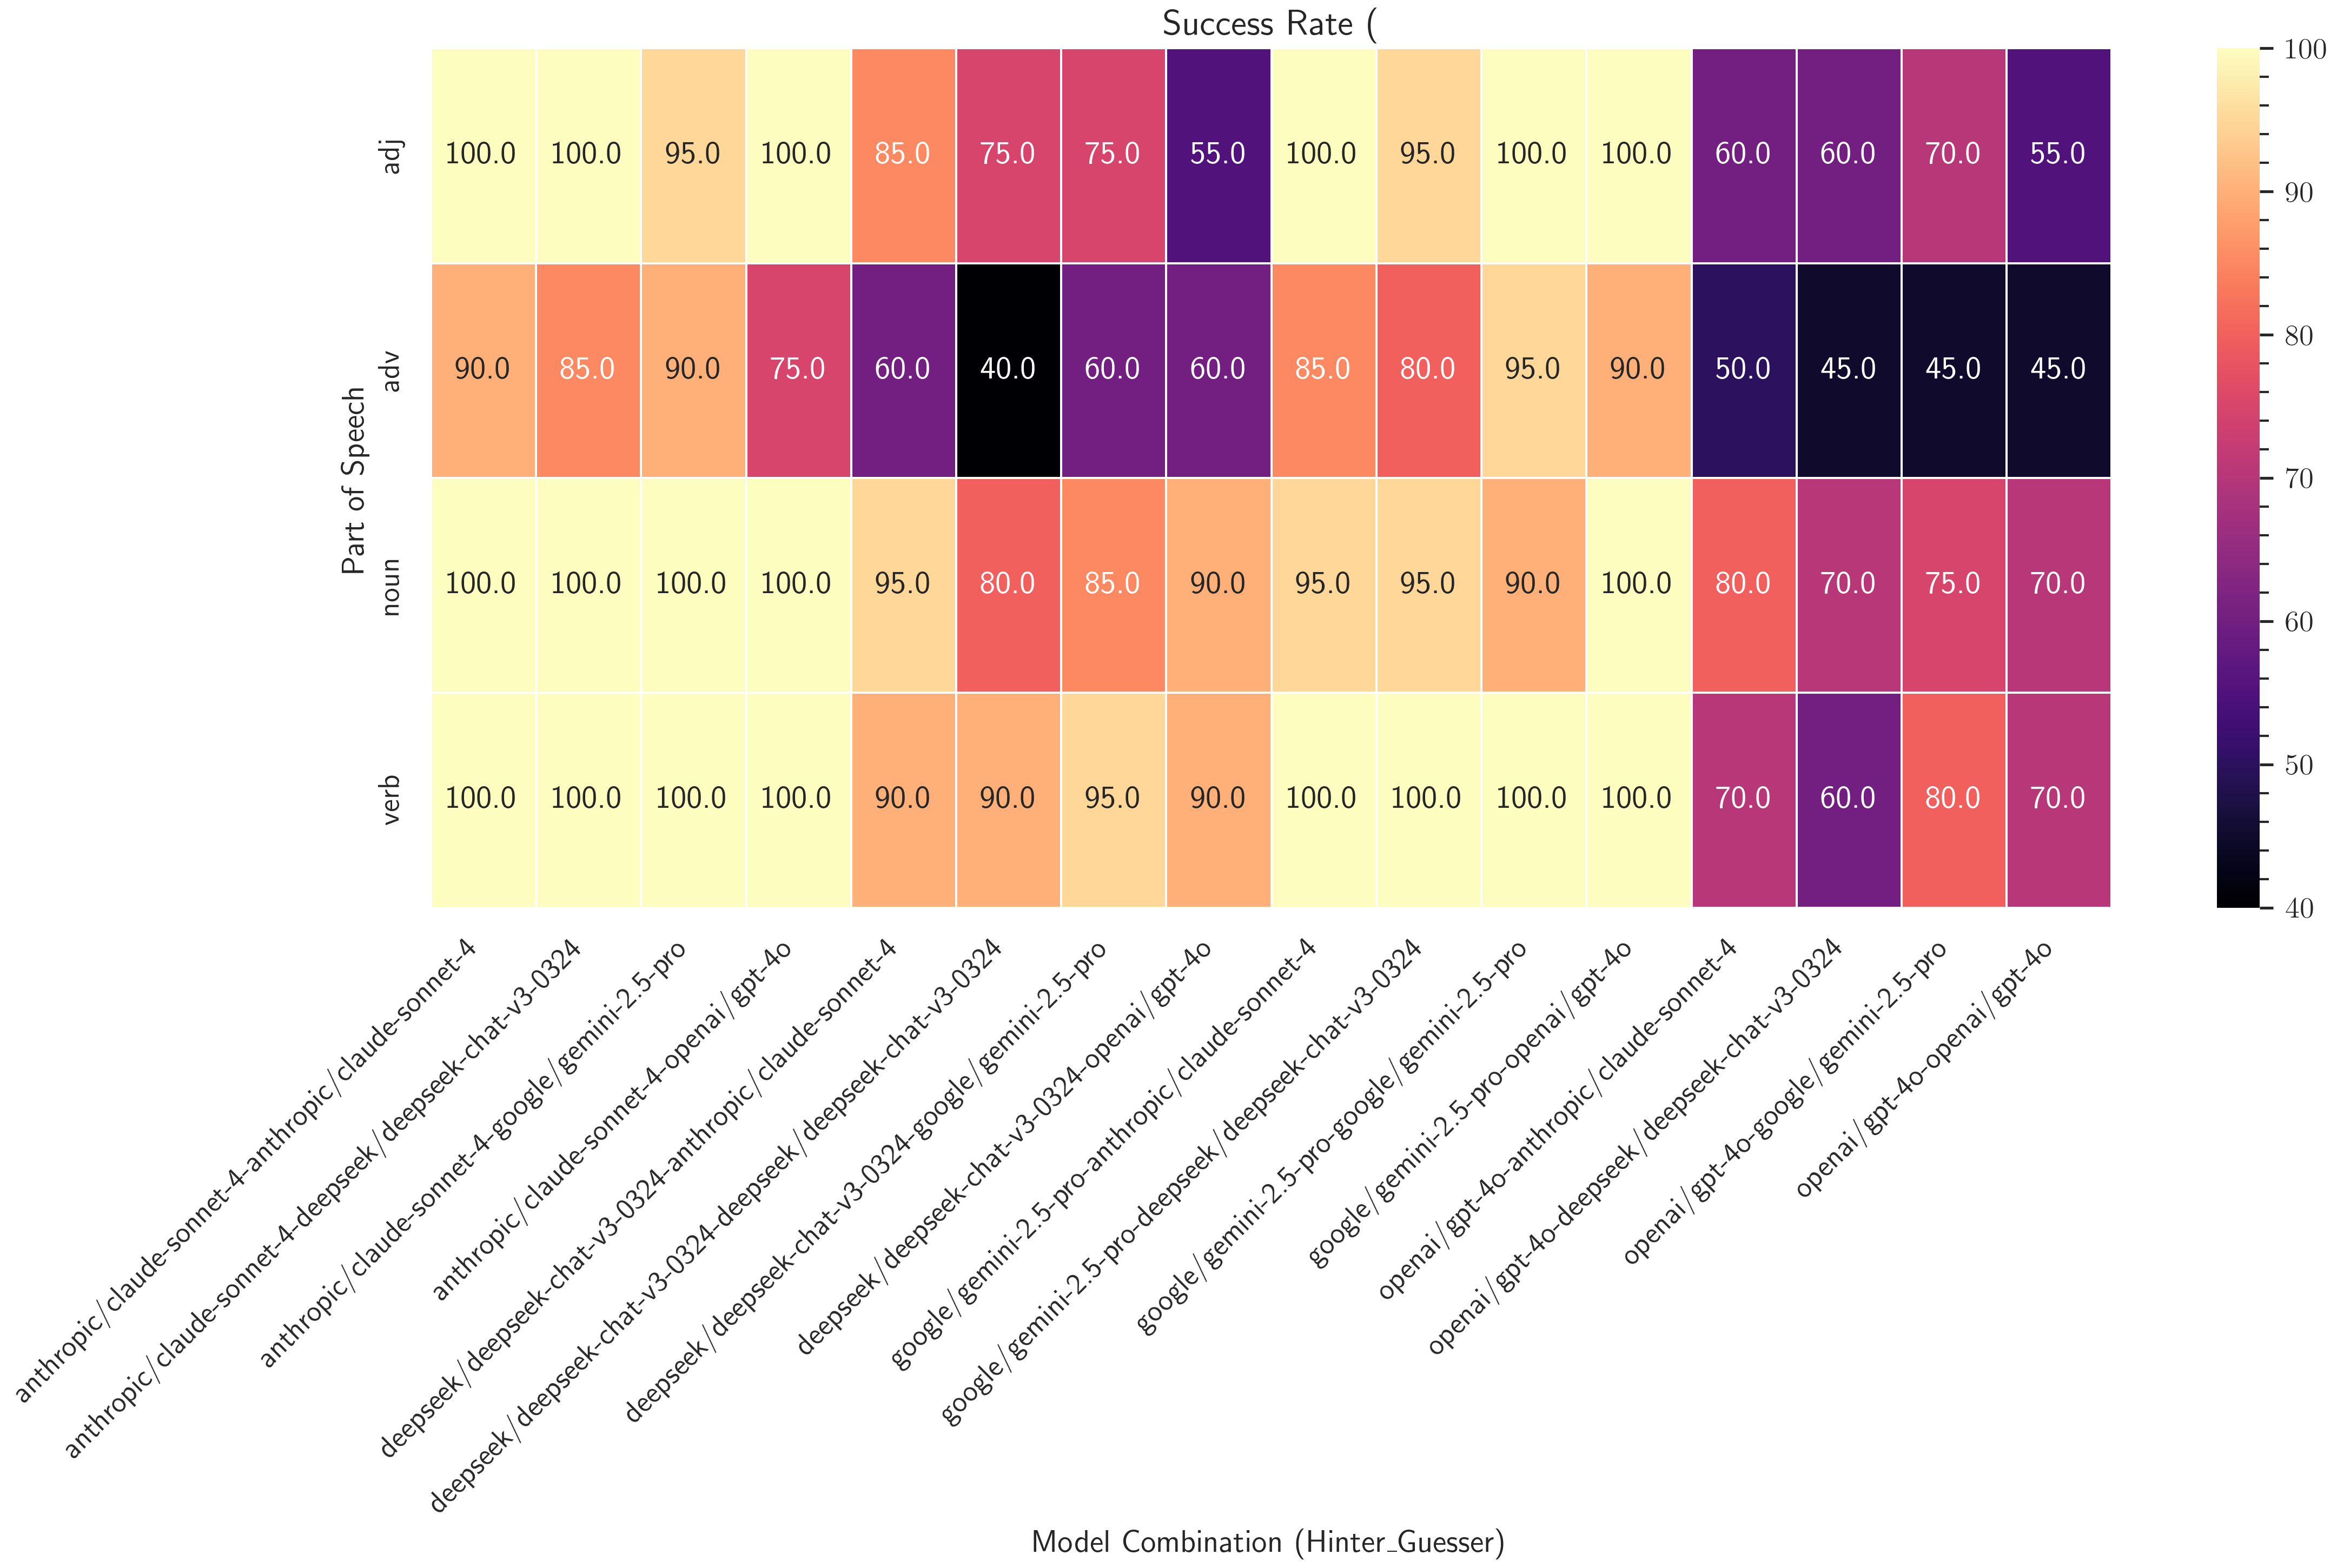 Success Rate (
adj
100.0 100.0 95.0 100.0 85.0 75.0 75.0 55.0 100.0 95.0 100.0 100.0 60.0 60.0 70.0 55.0
adv
90.0 85.0 90.0 75.0 60.0 40.0 60.0 60.0 85.0 80.0 95.0 90.0 50.0 45.0 45.0 45.0
noun
100.0 100.0 100.0 100.0 95.0 80.0 85.0 90.0 95.0 95.0 90.0 100.0 80.0 70.0 75.0 70.0
verb
100.0 100.0 100.0 100.0 90.0 90.0 95.0 90.0 100.0 100.0 100.0 100.0 70.0 60.0 80.0 70.0
Part of Speech
100
90
80
70
60
50
40
anthropic/claude-sonnet-4-anthropic/claude-sonnet-4
anthropic/claude-sonnet-4-deepseek/deepseek-chat-v3-0324
anthropic/claude-sonnet-4-google/gemini-2.5-pro
anthropic/claude-sonnet-4-openai/gpt-4o
deepseek/deepseek-chat-v3-0324-anthropic/claude-sonnet-4
deepseek/deepseek-chat-v3-0324-deepseek/deepseek-chat-v3-0324
deepseek/deepseek-chat-v3-0324-google/gemini-2.5-pro
deepseek/deepseek-chat-v3-0324-openai/gpt-4o
google/gemini-2.5-pro-anthropic/claude-sonnet-4
google/gemini-2.5-pro-deepseek/deepseek-chat-v3-0324
google/gemini-2.5-pro-google/gemini-2.5-pro
google/gemini-2.5-pro-openai/gpt-4o
openai/gpt-4o-anthropic/claude-sonnet-4
openai/gpt-4o-deepseek/deepseek-chat-v3-0324
openai/gpt-4o-google/gemini-2.5-pro
openai/gpt-4o-openai/gpt-4o
Model Combination (Hinter_Guesser)